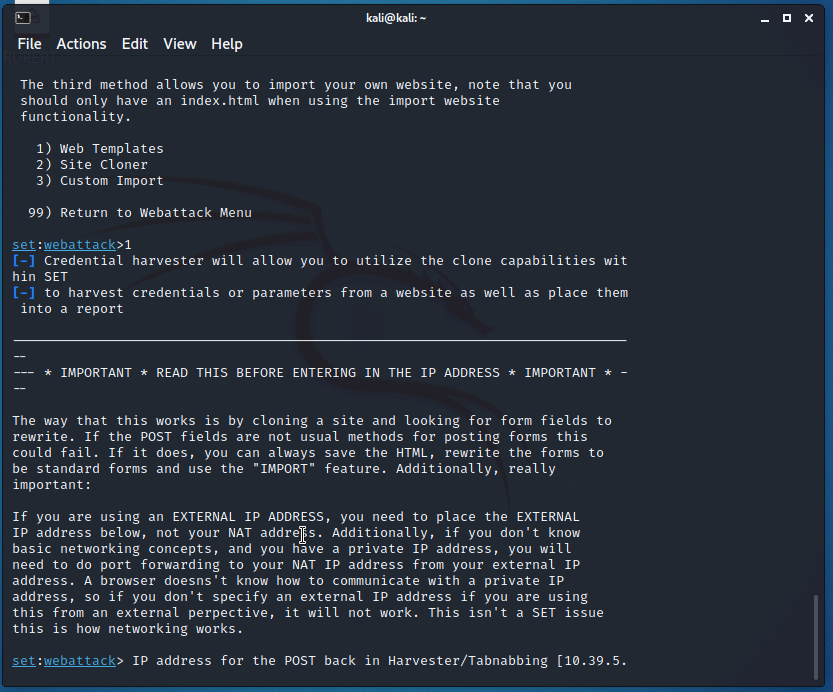 kali@kali: ~
File Actions Edit View Help
The third method allows you to import your own website, note that you
should only have an index.html when using the import website
functionality.
1) Web Templates
2) Site Cloner
3) Custom Import
99) Return to Webattack Menu
set:webattack>1
[-] Credential harvester will allow you to utilize the clone capabilities wit
hin SET
[-] to harvest credentials or parameters from a website as well as place them
into a report
--
--- * IMPORTANT * READ THIS BEFORE ENTERING IN THE IP ADDRESS * IMPORTANT * -
--
The way that this works is by cloning a site and looking for form fields to
rewrite. If the POST fields are not usual methods for posting forms this
could fail. If it does, you can always save the HTML, rewrite the forms to
be standard forms and use the "IMPORT" feature. Additionally, really
important:
If you are using an EXTERNAL IP ADDRESS, you need to place the EXTERNAL
IP address below, not your NAT address. Additionally, if you don't know
basic networking concepts, and you have a private IP address, you will
need to do port forwarding to your NAT IP address from your external IP
address. A browser doesns't know how to communicate with a private IP
address, so if you don't specify an external IP address if you are using
this from an external perpective, it will not work. This isn't a SET issue
this is how networking works.
set:webattack> IP address for the POST back in Harvester/Tabnabbing [10.39.5.